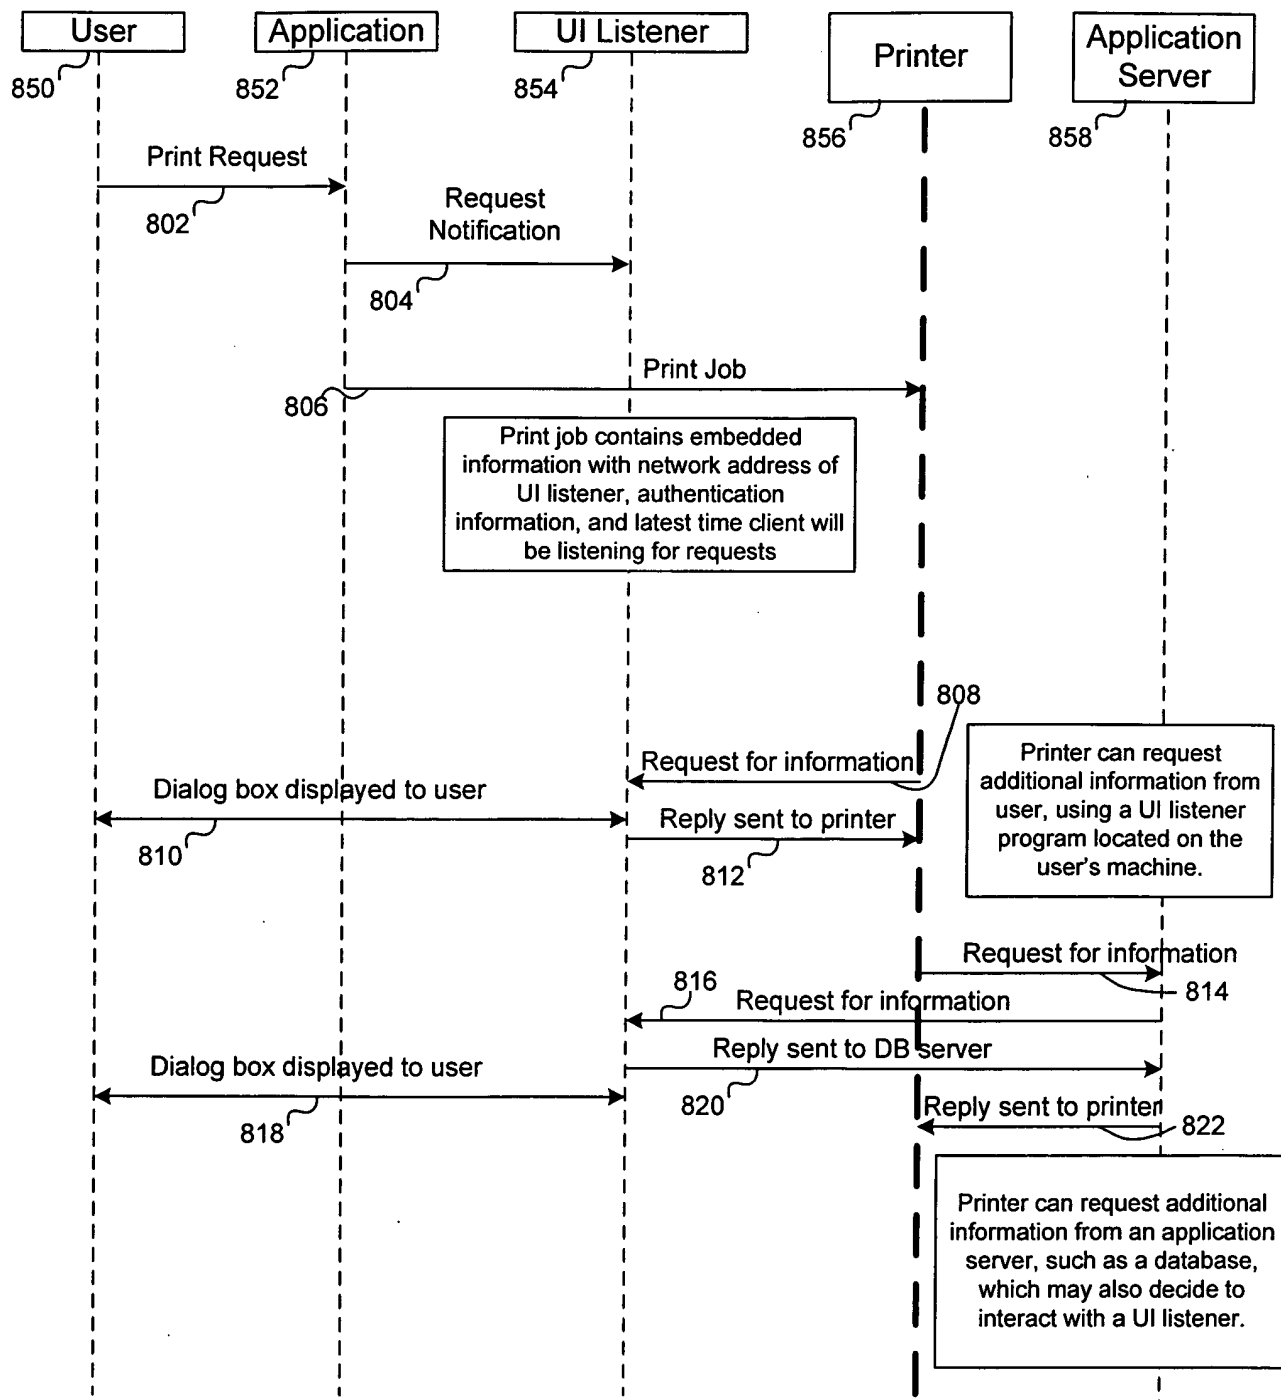 User
Application
UI Listener
Printer
Application
Server
850
852
854
856
858
Print Request
802
Request
Notification
804
Print Job
806
Print job contains embedded
information with network address of
UI listener, authentication
information, and latest time client will
be listening for requests
808
Request for information
Dialog box displayed to user
810
Reply sent to printer
812
Printer can request
additional information from
user, using a UI listener
program located on the
user's machine.
Request for information
814
816
Request for information
Reply sent to DB server
820
Dialog box displayed to user
818
Reply sent to printer
822
Printer can request additional
information from an application
server, such as a database,
which may also decide to
interact with a UI listener.